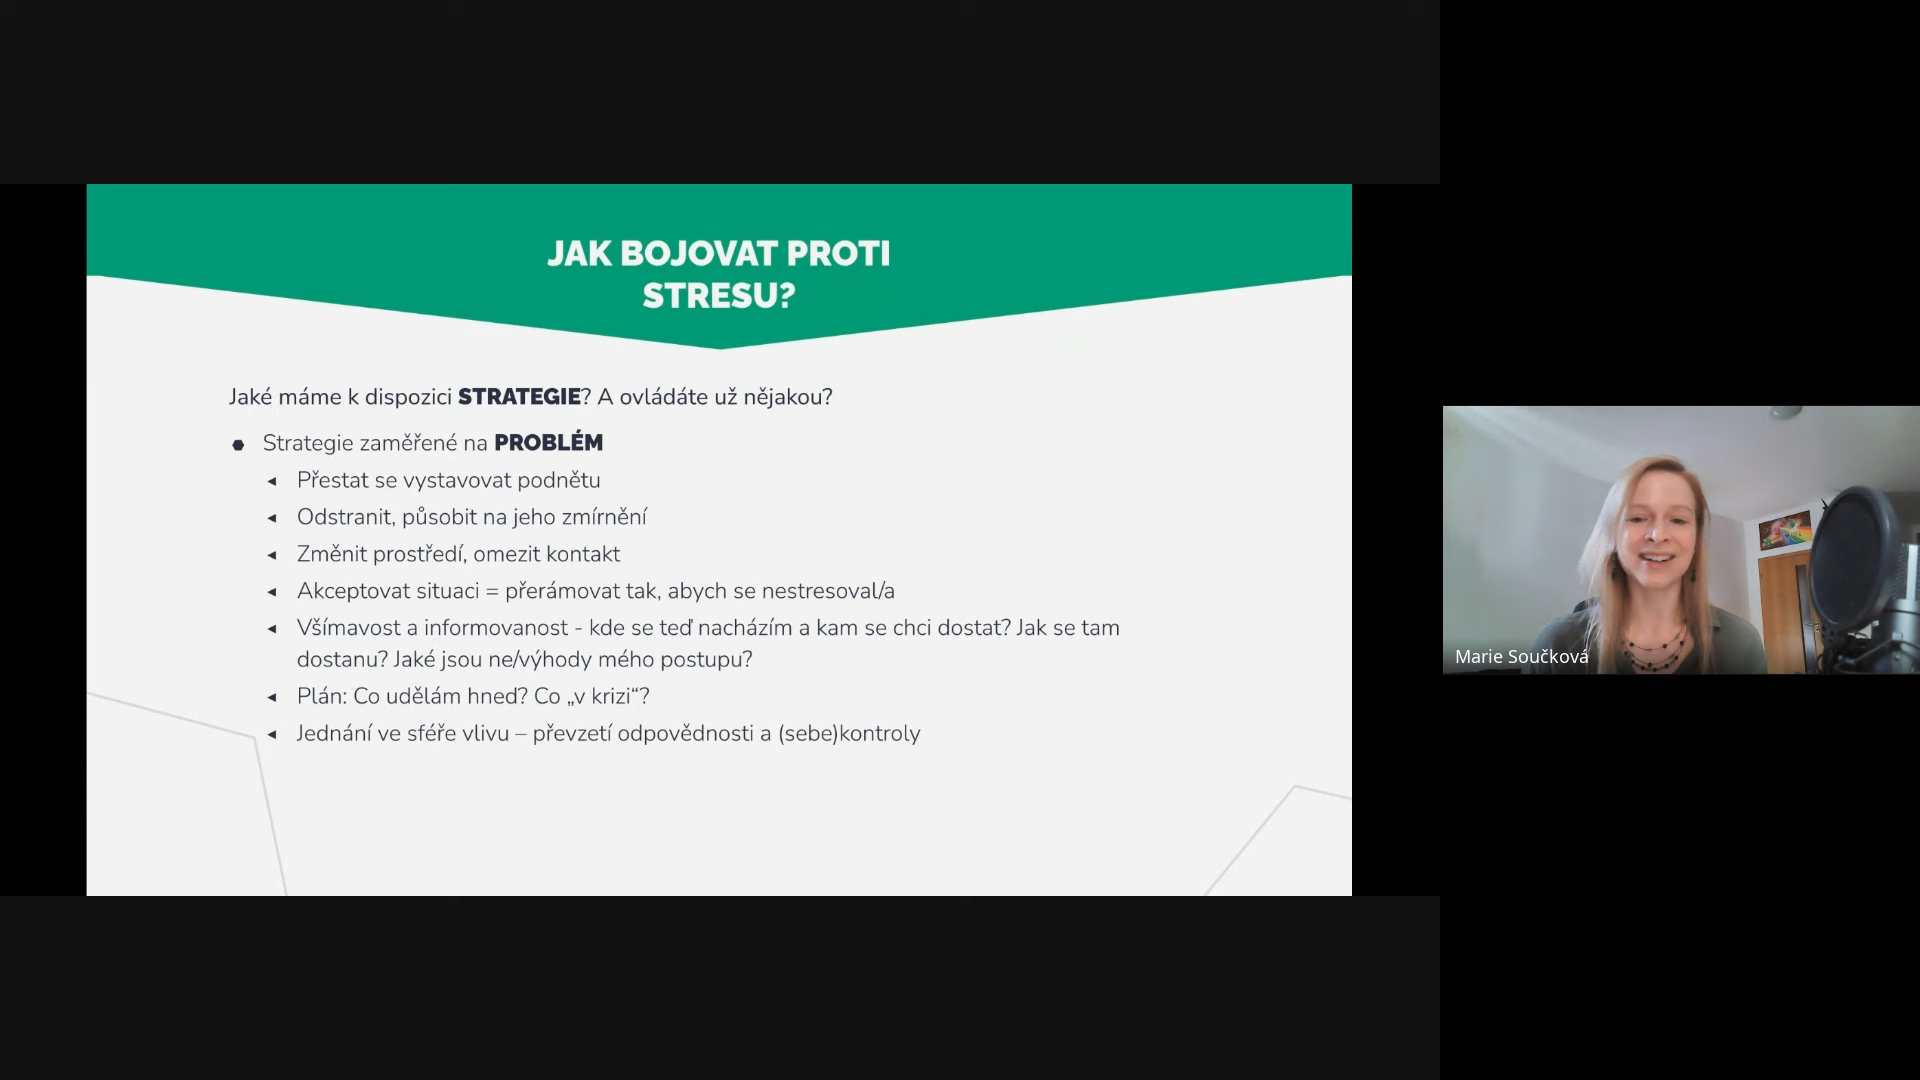 JAK BOJOVAT PROTI
STRESU?
Jaké máme k dispozici STRATEGIE? A ovládáte už nějakou?
Strategie zaměřené na PROBLÉM
Přestat se vystavovat podnětu
Odstranit, působit na jeho zmírnění
Změnit prostředí, omezit kontakt
Akceptovat situaci = přerámovat tak, abych se nestresoval/a
Všímavost a informovanost - kde se teď nacházím a kam se chci dostat? Jak se tam
dostanu? Jaké jsou ne/výhody mého postupu?
Plán: Co udělám hned? Co „v krizi“?
Jednání ve sféře vlivu – převzetí odpovědnosti a (sebe)kontroly
Marie Součková